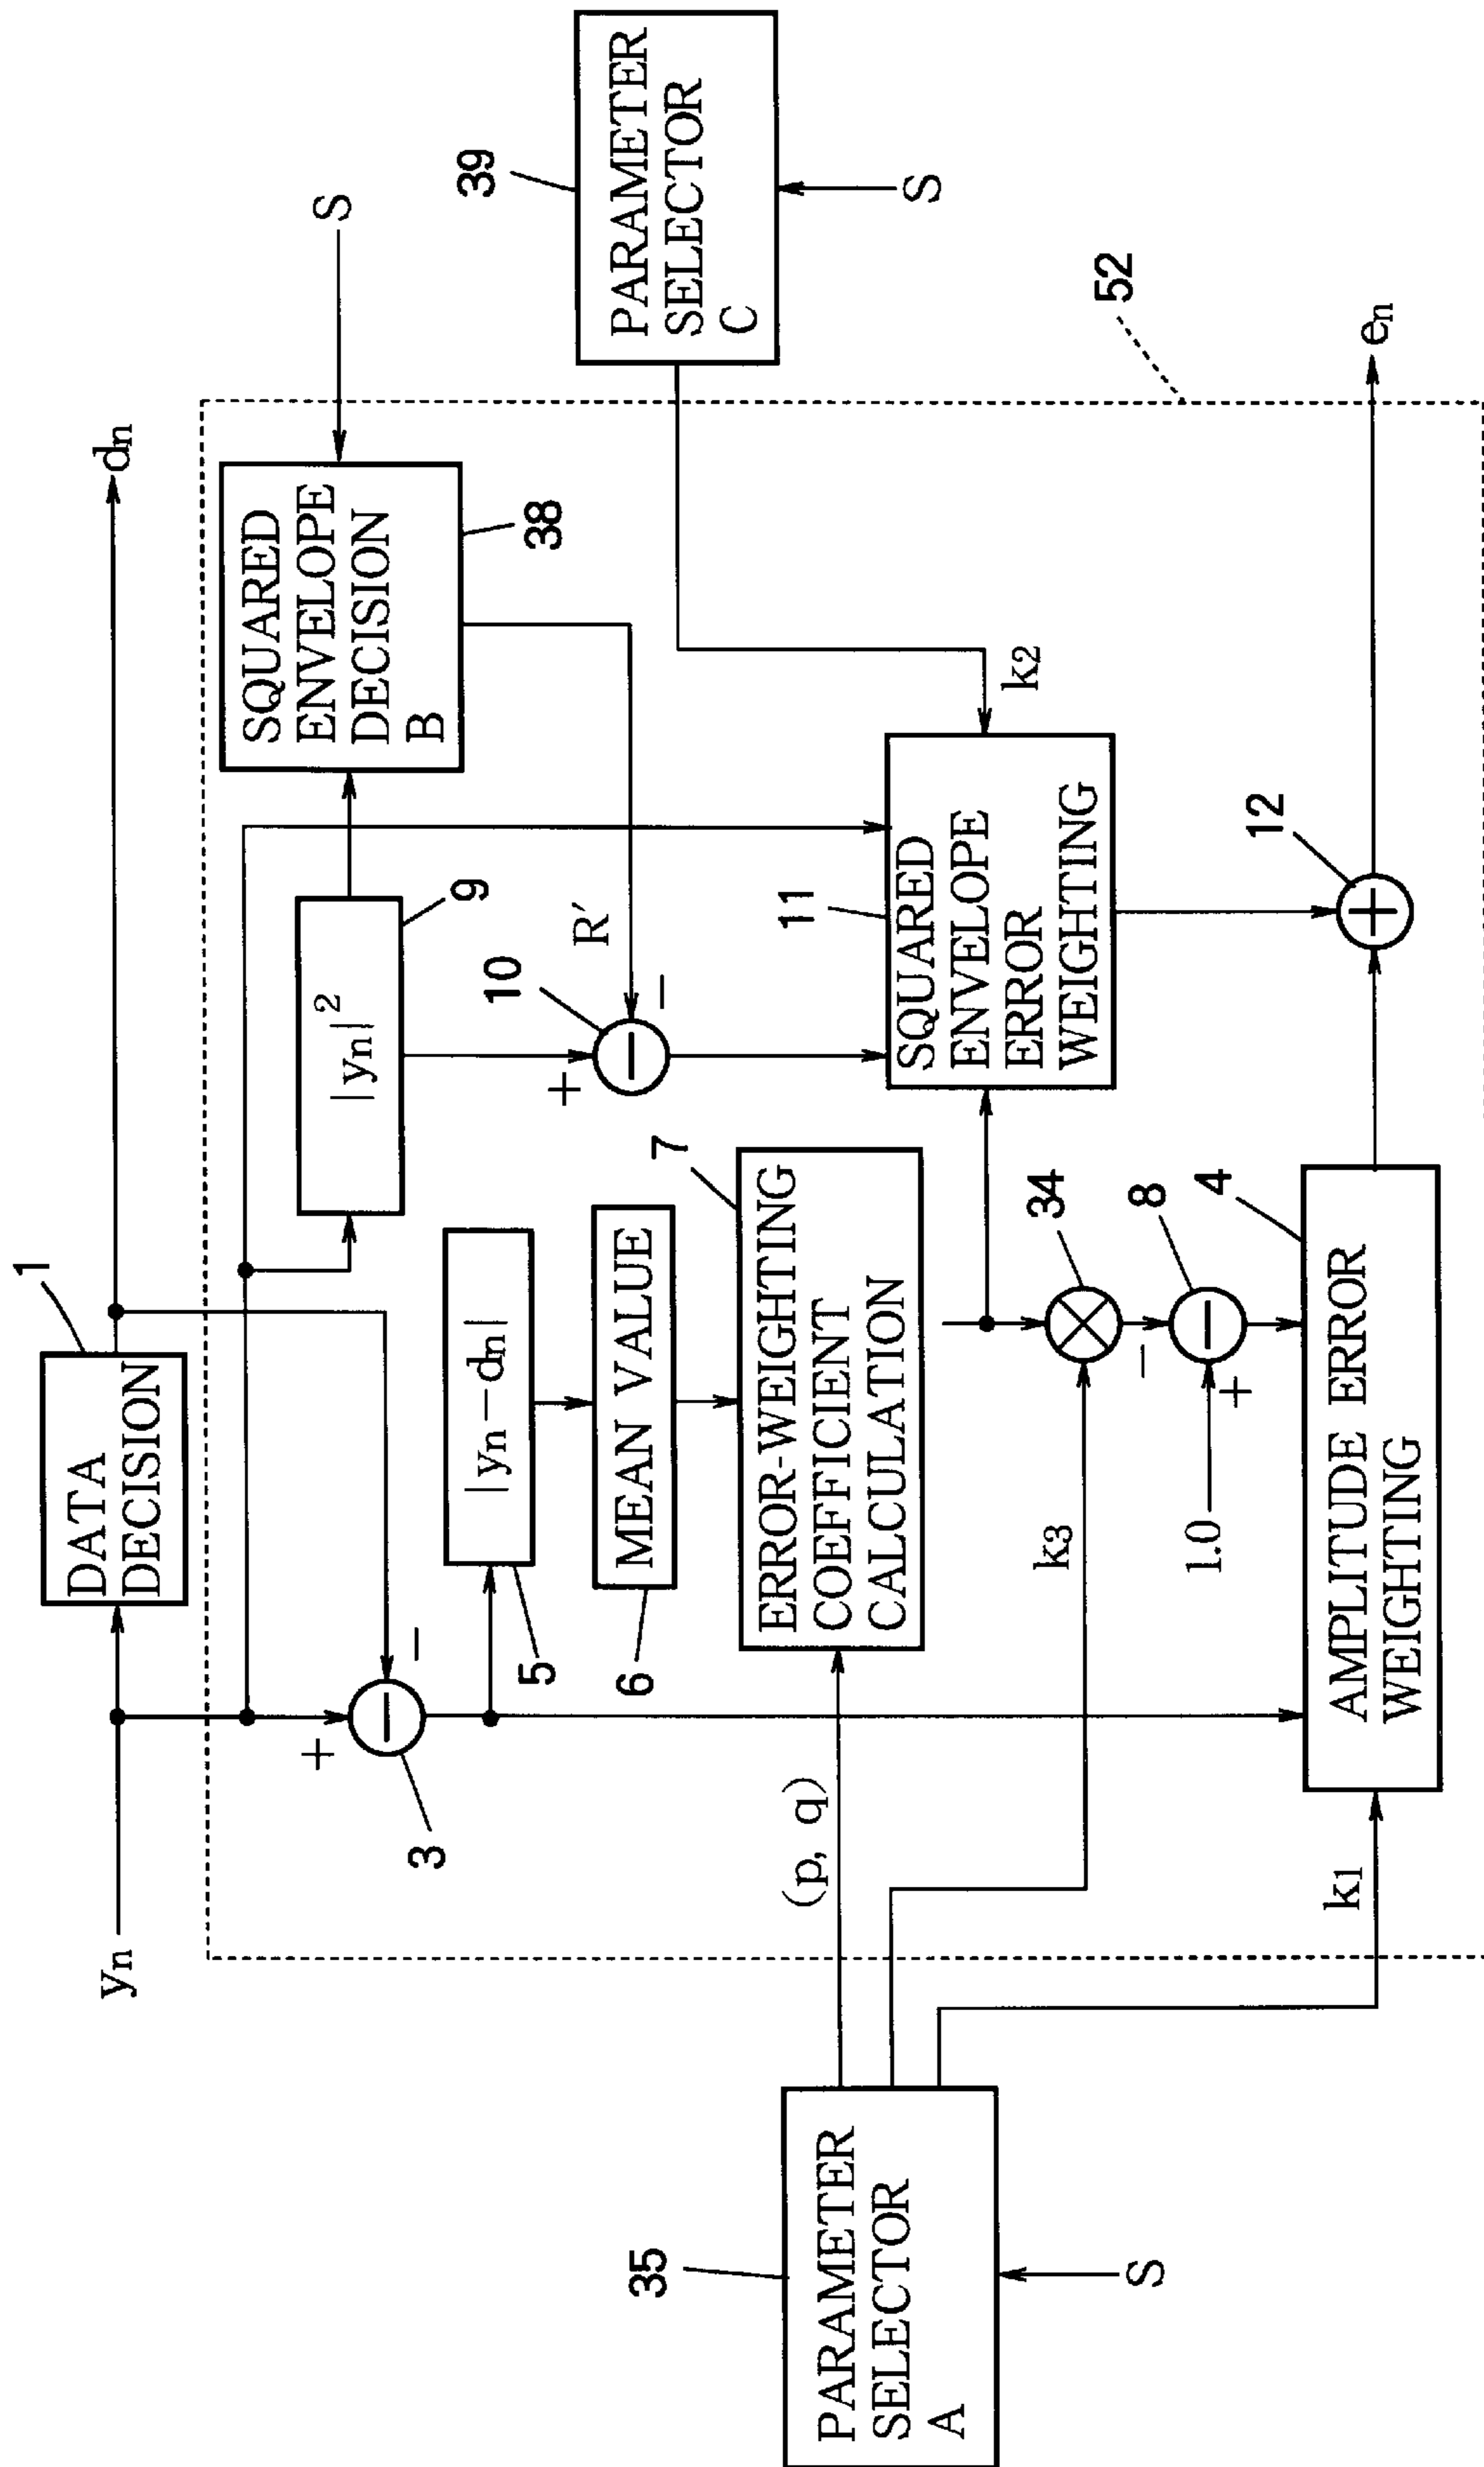 yn
1
DATA
DECISION
dn
3
+
−
−
5
|yn−dn|
6
MEAN VALUE
7
ERROR-WEIGHTING
COEFFICIENT
CALCULATION
(p, q)
9
|yn|²
S
SQUARED
ENVELOPE
DECISION
B
38
10
+
−
−
R′
39
PARAMETER
SELECTOR
C
S
52
11
SQUARED
ENVELOPE
ERROR
WEIGHTING
k2
35
PARAMETER
SELECTOR
A
S
k3
34
×
8
−
−
+
1.0
k1
4
AMPLITUDE ERROR
WEIGHTING
12
+
en